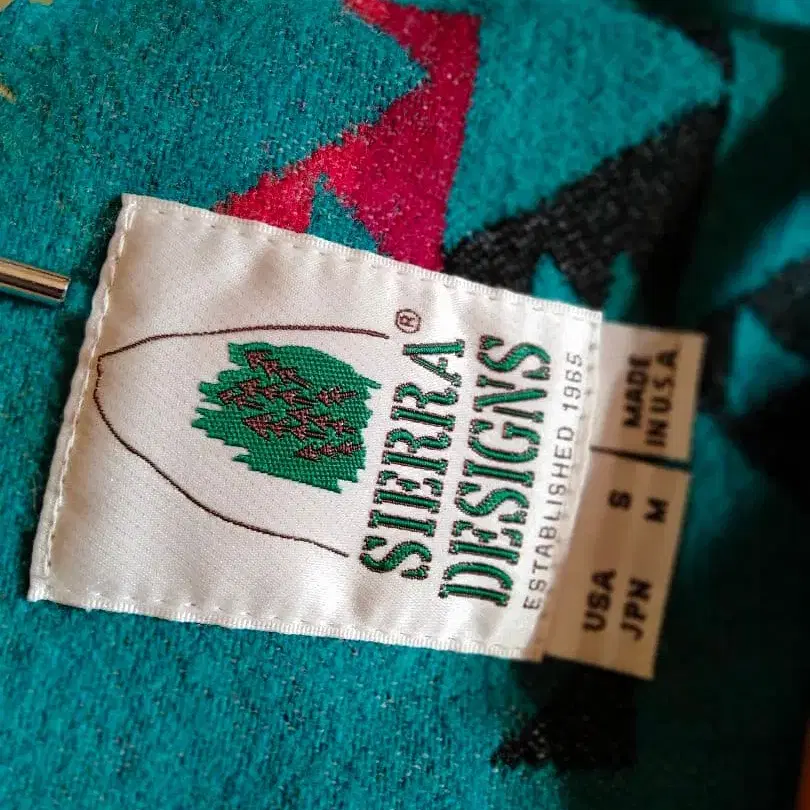 SIERRA®
DESIGNS
ESTABLISHED 1965
MADE
IN U.S.A.
USA S
JPN M